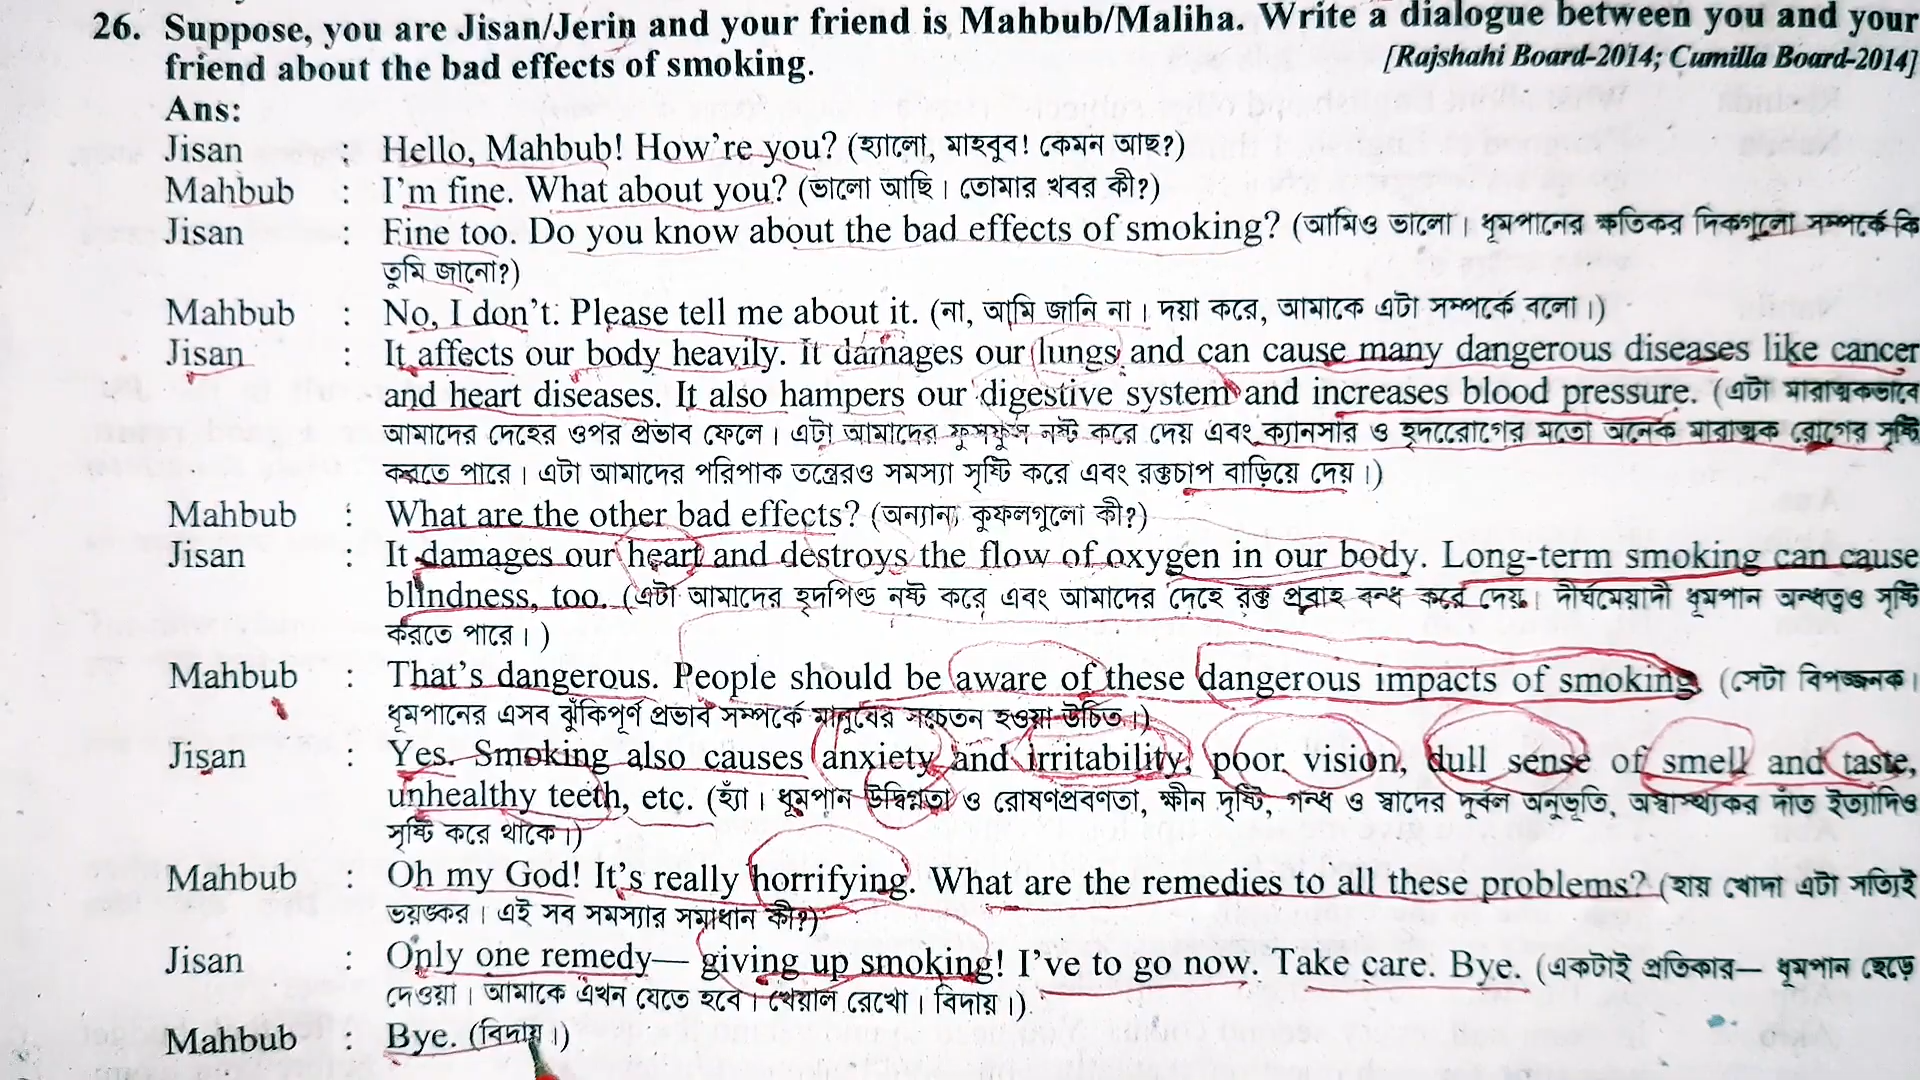 26. Suppose, you are Jisan/Jerin and your friend is Mahbub/Maliha. Write a dialogue between you and your
friend about the bad effects of smoking. [Rajshahi Board-2014; Cumilla Board-2014]
Ans:
Jisan : Hello, Mahbub! How're you? (হ্যালো, মাহবুব! কেমন আছ?)
Mahbub : I'm fine. What about you? (ভালো আছি। তোমার খবর কী?)
Jisan : Fine too. Do you know about the bad effects of smoking? (আমিও ভালো। ধূমপানের ক্ষতিকর দিকগুলো সম্পর্কে কি
তুমি জানো?)
Mahbub : No, I don't. Please tell me about it. (না, আমি জানি না। দয়া করে, আমাকে এটা সম্পর্কে বলো।)
Jisan : It affects our body heavily. It damages our lungs and can cause many dangerous diseases like cancer
and heart diseases. It also hampers our digestive system and increases blood pressure. (এটা মারাত্মকভাবে
আমাদের দেহের ওপর প্রভাব ফেলে। এটা আমাদের ফুসফুস নষ্ট করে দেয় এবং ক্যানসার ও হৃদরোগের মতো অনেক মারাত্মক রোগের সৃষ্টি
করতে পারে। এটা আমাদের পরিপাক তন্ত্রেরও সমস্যা সৃষ্টি করে এবং রক্তচাপ বাড়িয়ে দেয়।)
Mahbub : What are the other bad effects? (অন্যান্য কুফলগুলো কী?)
Jisan : It damages our heart and destroys the flow of oxygen in our body. Long-term smoking can cause
blindness, too. (এটা আমাদের হৃদপিণ্ড নষ্ট করে এবং আমাদের দেহে রক্ত প্রবাহ বন্ধ করে দেয়। দীর্ঘমেয়াদী ধূমপান অন্ধত্বও সৃষ্টি
করতে পারে। )
Mahbub : That's dangerous. People should be aware of these dangerous impacts of smoking. (সেটা বিপজ্জনক।
ধূমপানের এসব ঝুঁকিপূর্ণ প্রভাব সম্পর্কে মানুষের সচেতন হওয়া উচিত।)
Jisan : Yes. Smoking also causes anxiety and irritability, poor vision, dull sense of smell and taste,
unhealthy teeth, etc. (হ্যাঁ। ধূমপান উদ্বিগ্নতা ও রোষণপ্রবণতা, ক্ষীন দৃষ্টি, গন্ধ ও স্বাদের দুর্বল অনুভূতি, অস্বাস্থ্যকর দাঁত ইত্যাদিও
সৃষ্টি করে থাকে।)
Mahbub : Oh my God! It's really horrifying. What are the remedies to all these problems? (হায় খোদা এটা সত্যিই
ভয়ঙ্কর। এই সব সমস্যার সমাধান কী?)
Jisan : Only one remedy— giving up smoking! I've to go now. Take care. Bye. (একটাই প্রতিকার— ধূমপান ছেড়ে
দেওয়া। আমাকে এখন যেতে হবে। খেয়াল রেখো। বিদায়।)
Mahbub : Bye. (বিদায়।)